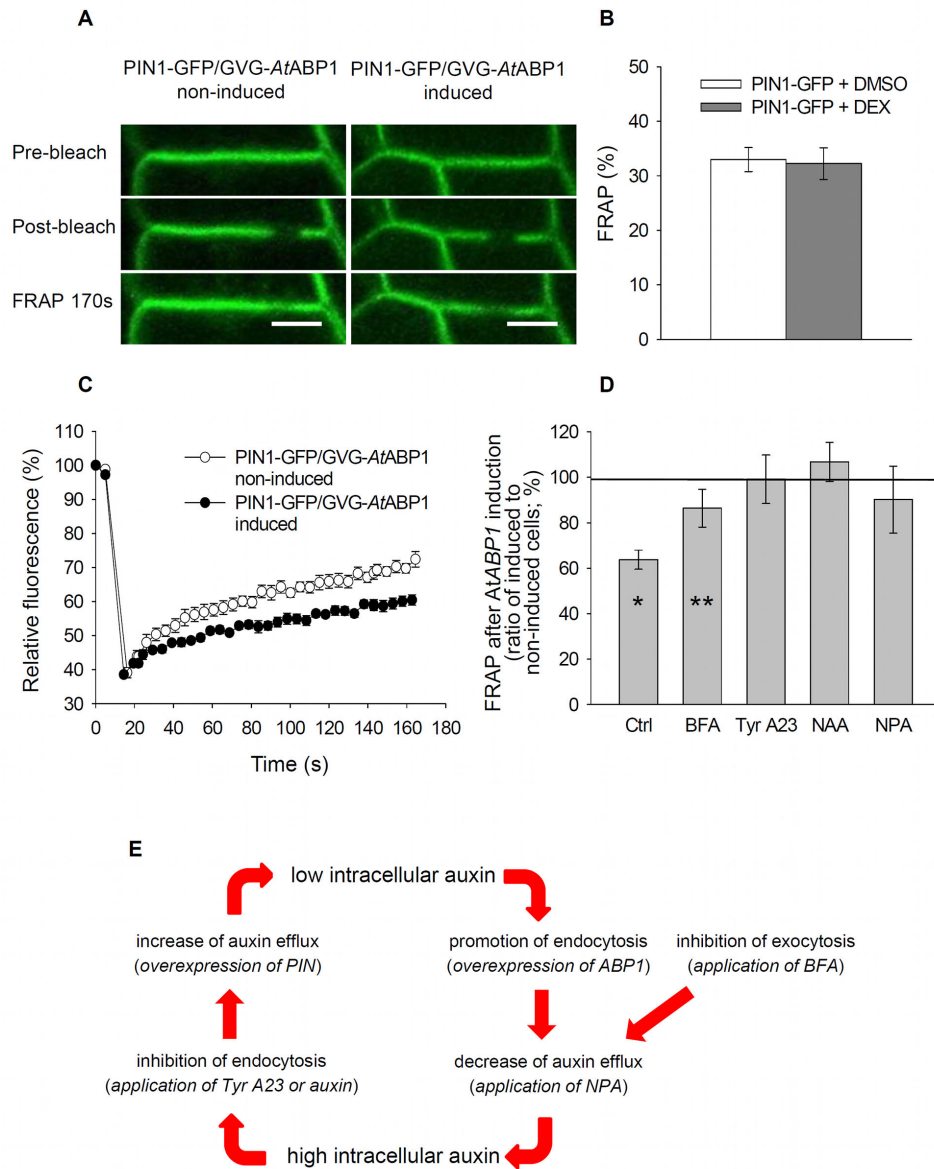 A
PIN1-GFP/GVG-AtABP1
non-induced
PIN1-GFP/GVG-AtABP1
induced
Pre-bleach
Post-bleach
FRAP 170s
B
FRAP (%)
50
40
30
20
10
0
PIN1-GFP + DMSO
PIN1-GFP + DEX
C
Relative fluorescence (%)
110
100
90
80
70
60
50
40
30
PIN1-GFP/GVG-AtABP1
non-induced
PIN1-GFP/GVG-AtABP1
induced
0 20 40 60 80 100 120 140 160 180
Time (s)
D
FRAP after AtABP1 induction
(ratio of induced to
non-induced cells; %)
120
100
80
60
40
20
0
* **
Ctrl BFA Tyr A23 NAA NPA
E
low intracellular auxin
increase of auxin efflux
(overexpression of PIN)
promotion of endocytosis
(overexpression of ABP1)
inhibition of exocytosis
(application of BFA)
inhibition of endocytosis
(application of Tyr A23 or auxin)
decrease of auxin efflux
(application of NPA)
high intracellular auxin